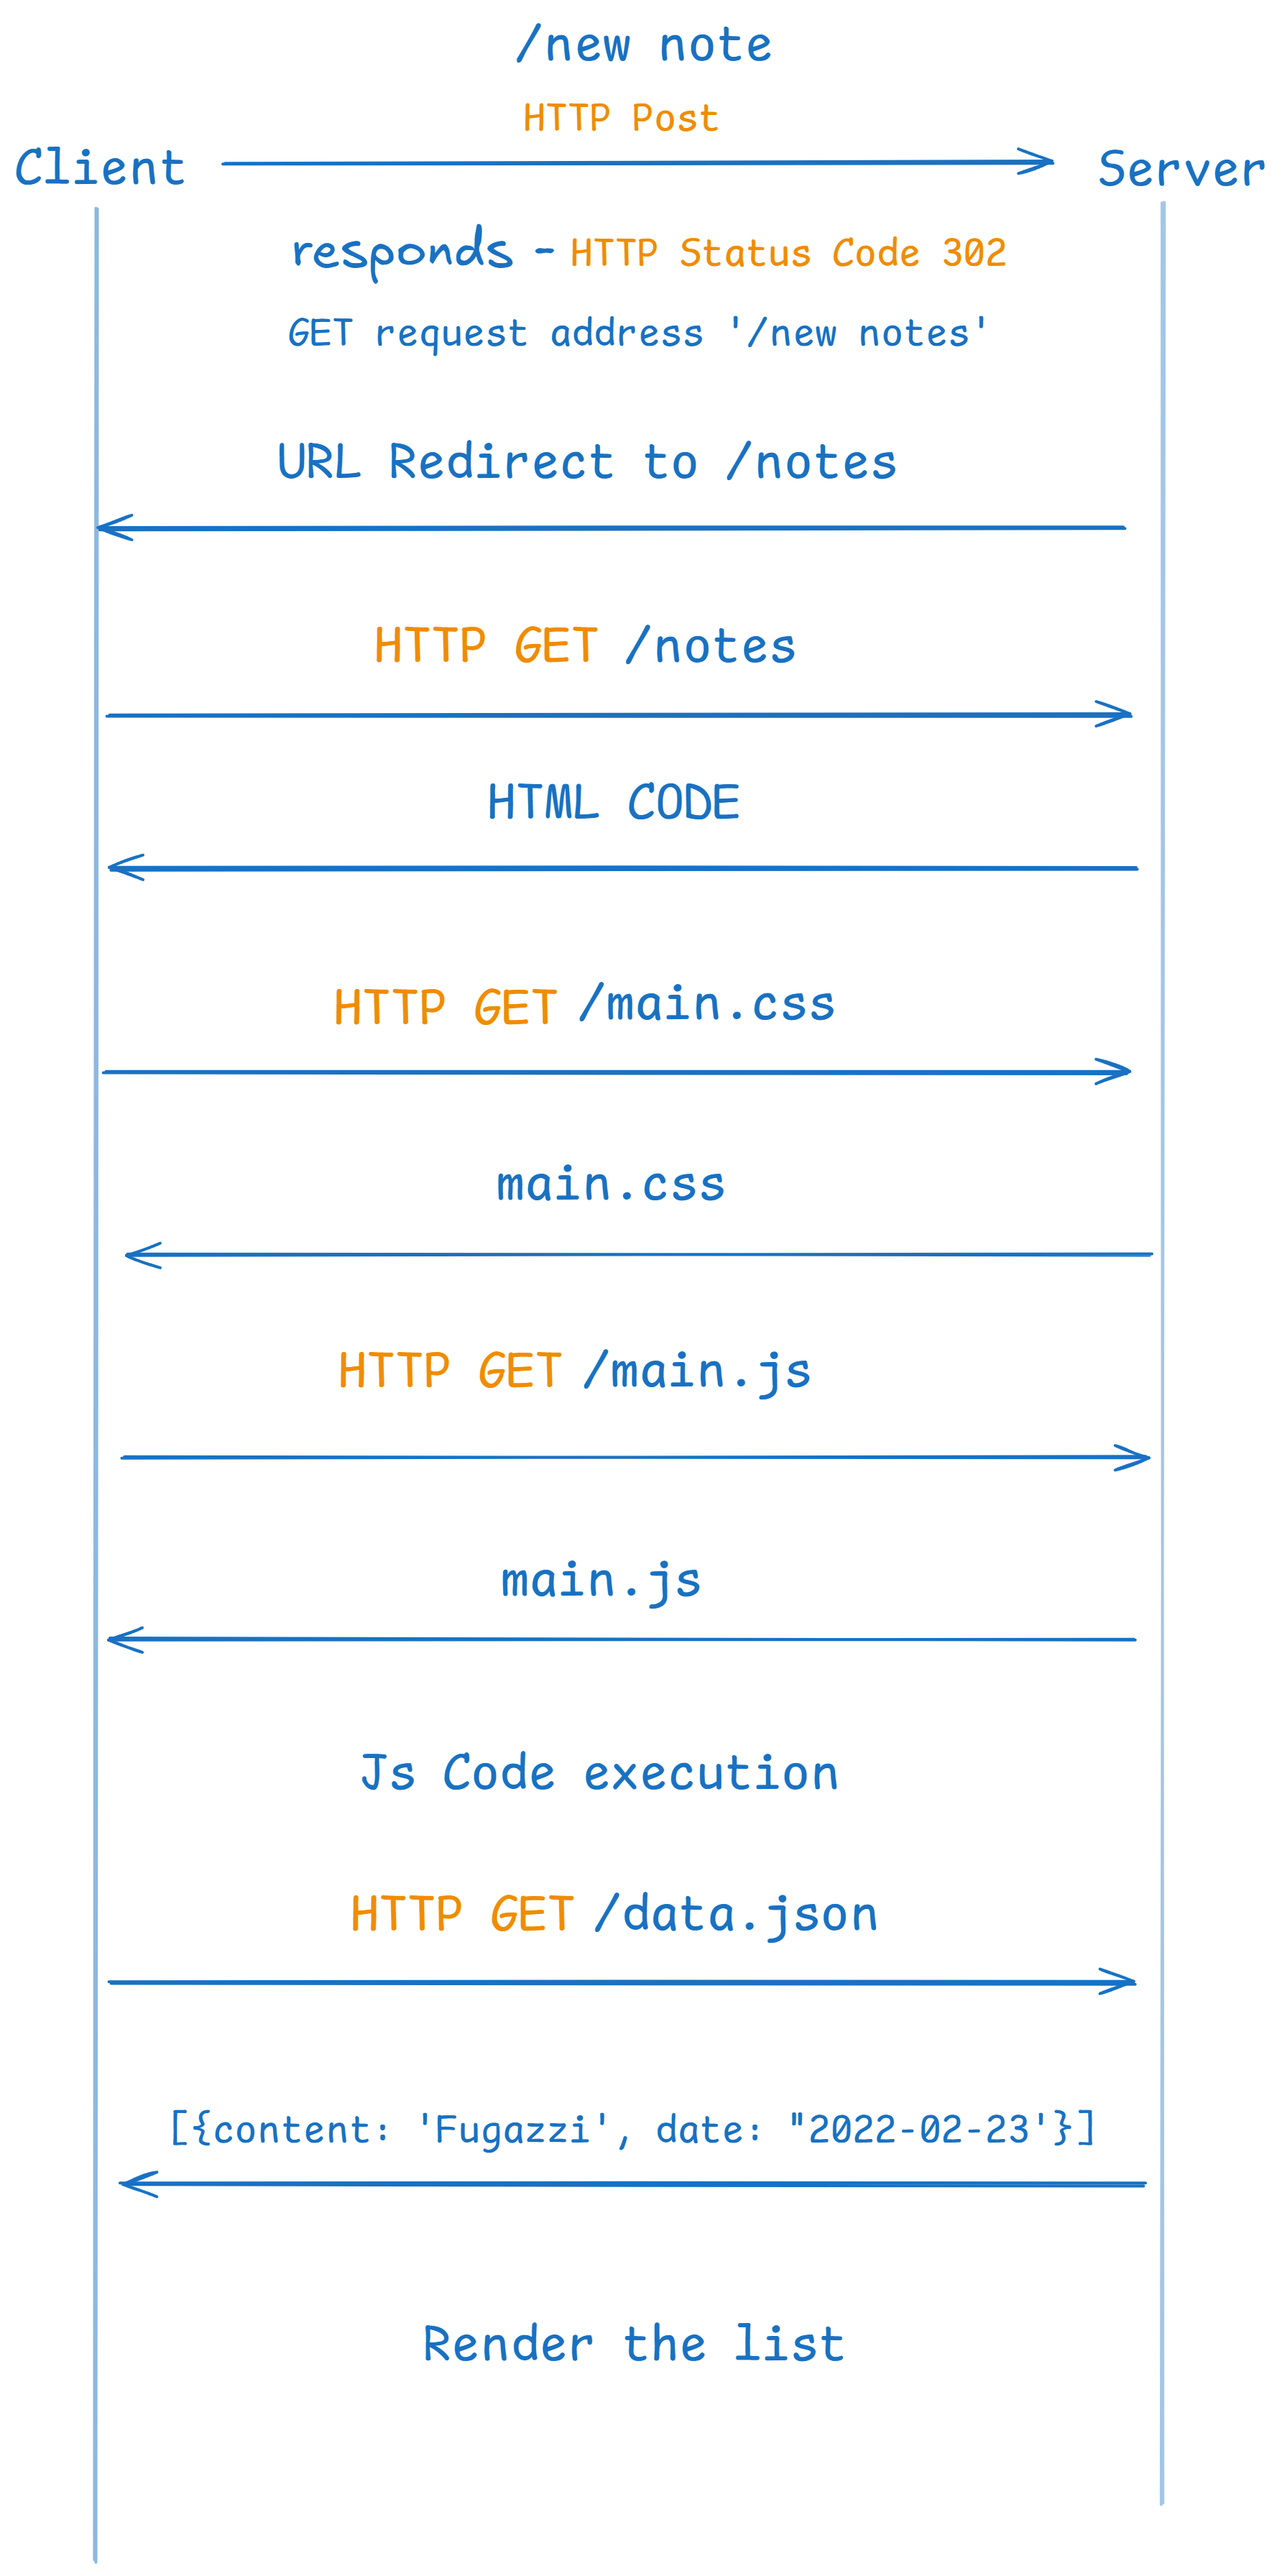 /new note
HTTP Post
Client
Server
responds - HTTP Status Code 302
GET request address '/new notes'
URL Redirect to /notes
HTTP GET /notes
HTML CODE
HTTP GET /main.css
main.css
HTTP GET /main.js
main.js
Js Code execution
HTTP GET /data.json
[{content: 'Fugazzi', date: "2022-02-23'}]
Render the list